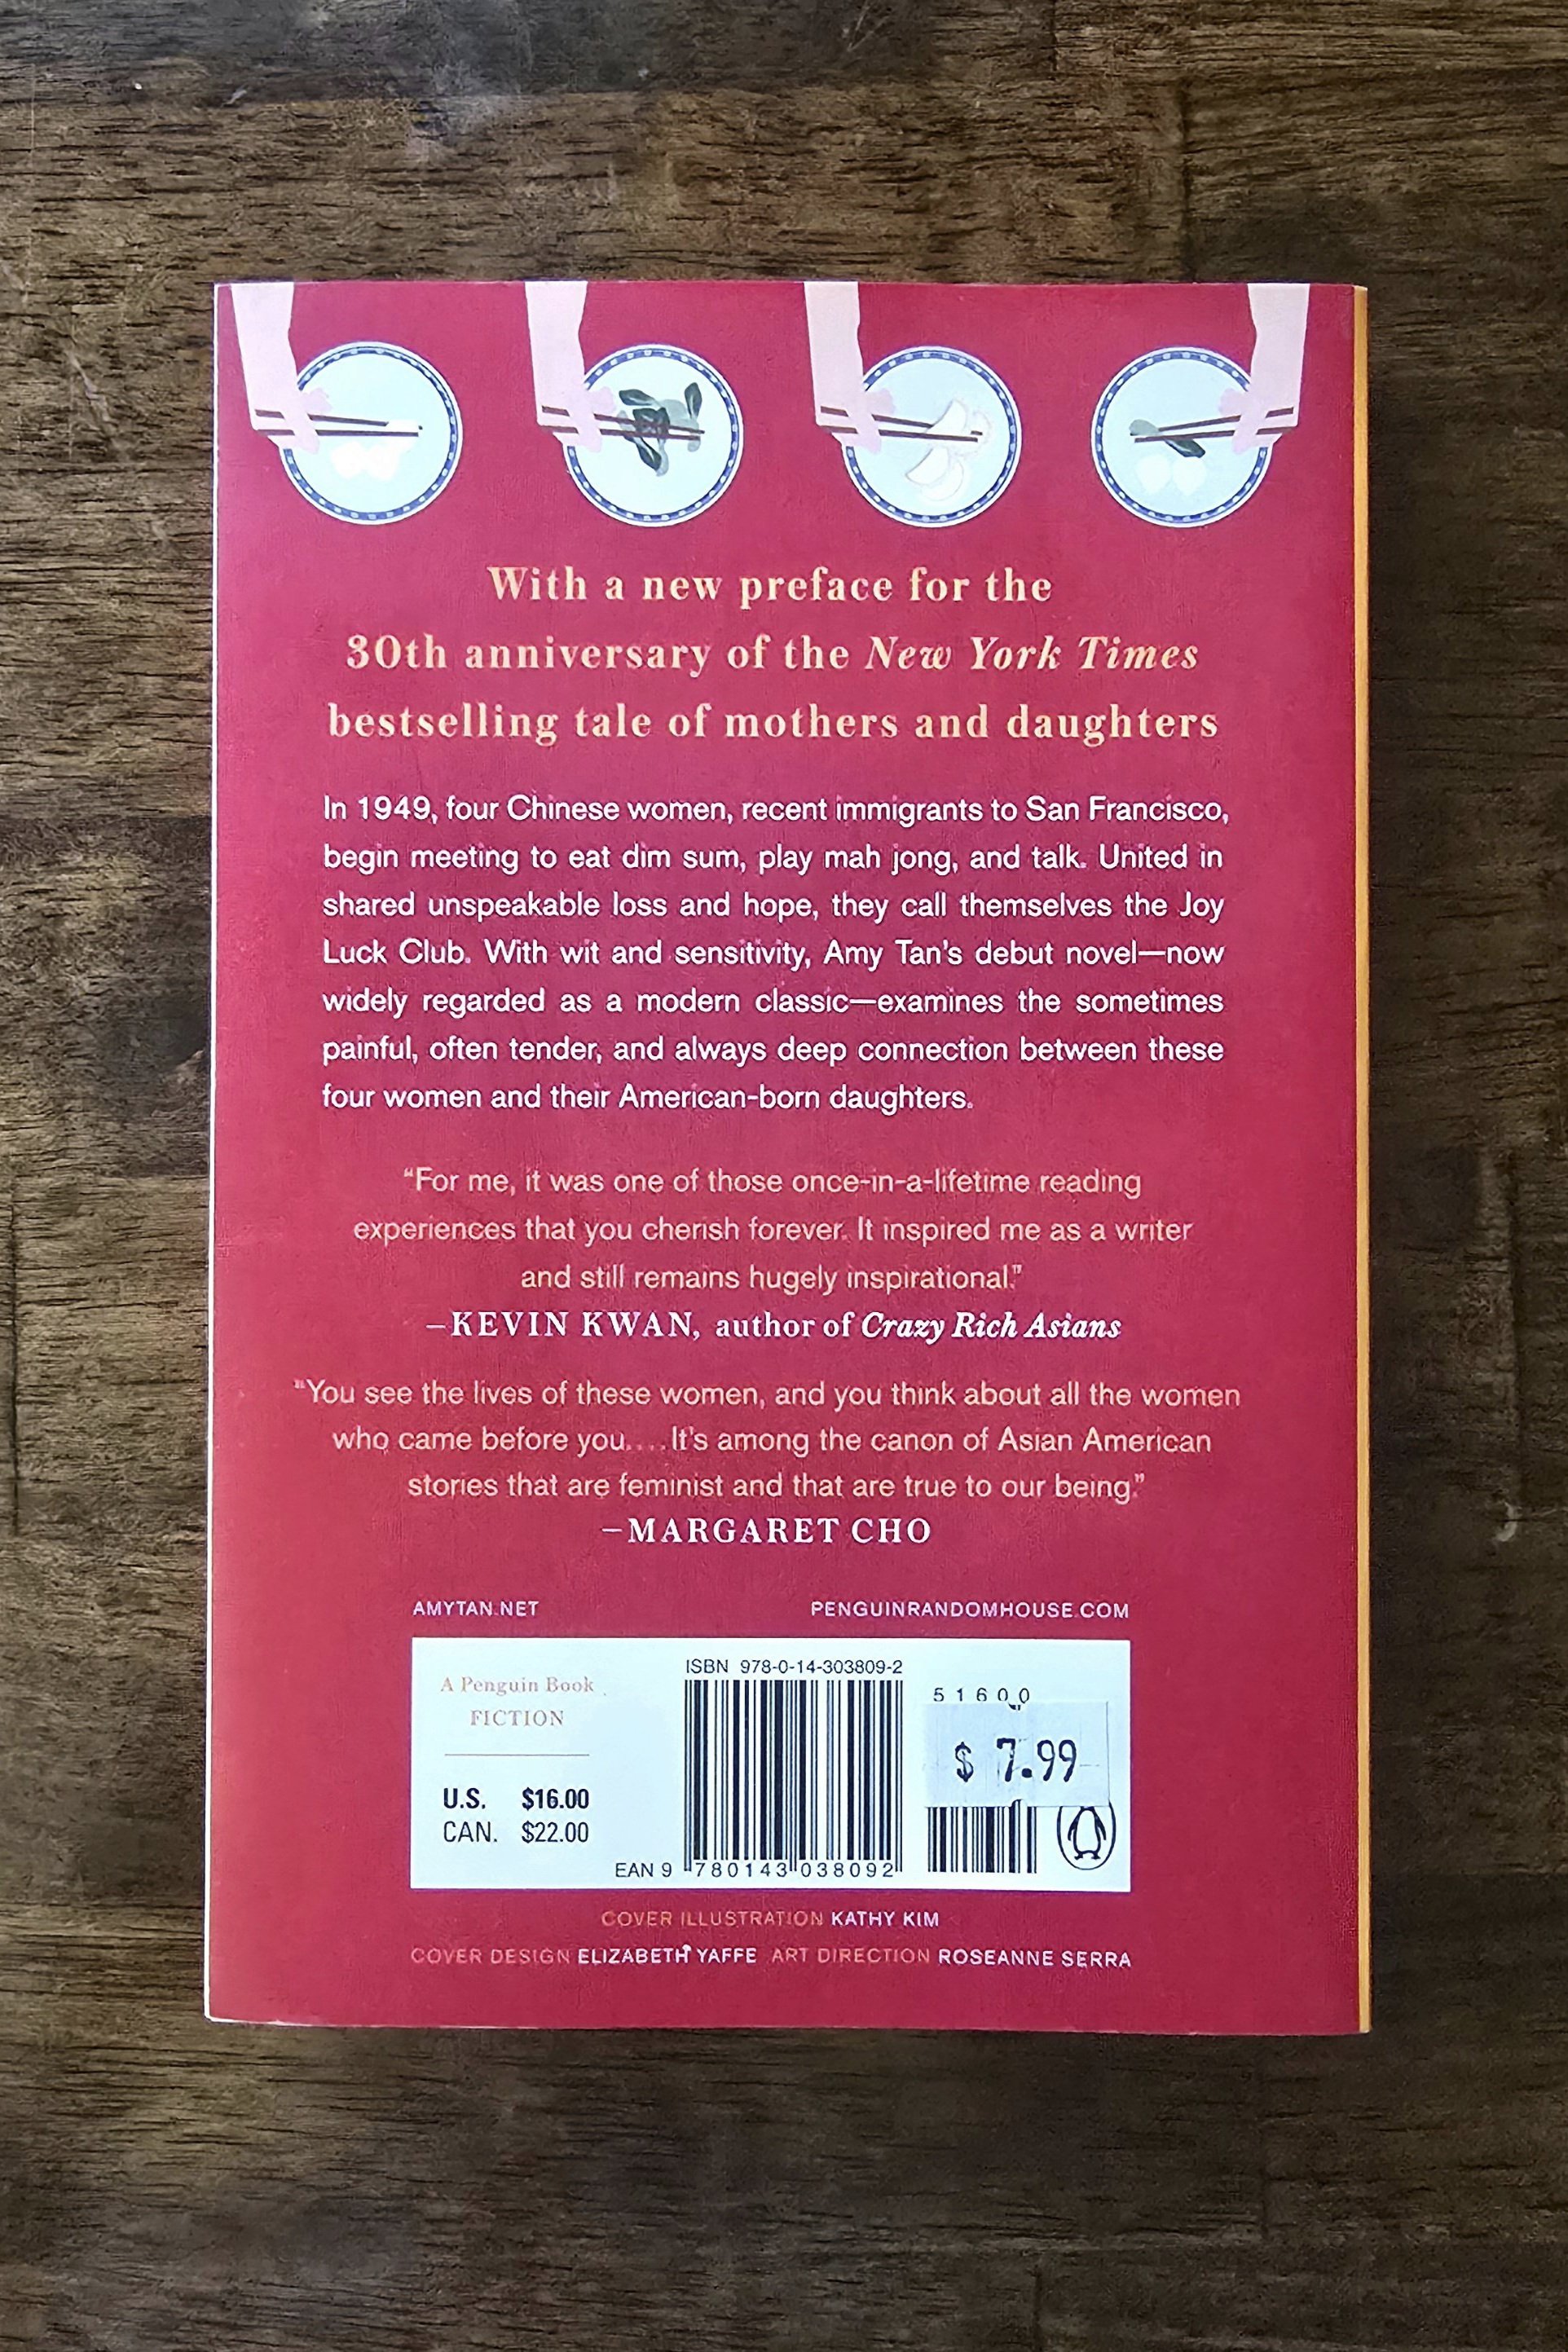 With a new preface for the
30th anniversary of the New York Times
bestselling tale of mothers and daughters
In 1949, four Chinese women, recent immigrants to San Francisco,
begin meeting to eat dim sum, play mah jong, and talk. United in
shared unspeakable loss and hope, they call themselves the Joy
Luck Club. With wit and sensitivity, Amy Tan's debut novel—now
widely regarded as a modern classic—examines the sometimes
painful, often tender, and always deep connection between these
four women and their American-born daughters.
“For me, it was one of those once-in-a-lifetime reading
experiences that you cherish forever. It inspired me as a writer
and still remains hugely inspirational.”
—KEVIN KWAN, author of Crazy Rich Asians
“You see the lives of these women, and you think about all the women
who came before you....It's among the canon of Asian American
stories that are feminist and that are true to our being.”
—MARGARET CHO
AMYTAN.NET PENGUINRANDOMHOUSE.COM
A Penguin Book
FICTION
U.S. $16.00
CAN. $22.00
ISBN 978-0-14-303809-2
EAN 9 780143 038092
51600
$ 7.99
COVER ILLUSTRATION KATHY KIM
COVER DESIGN ELIZABETH YAFFE ART DIRECTION ROSEANNE SERRA